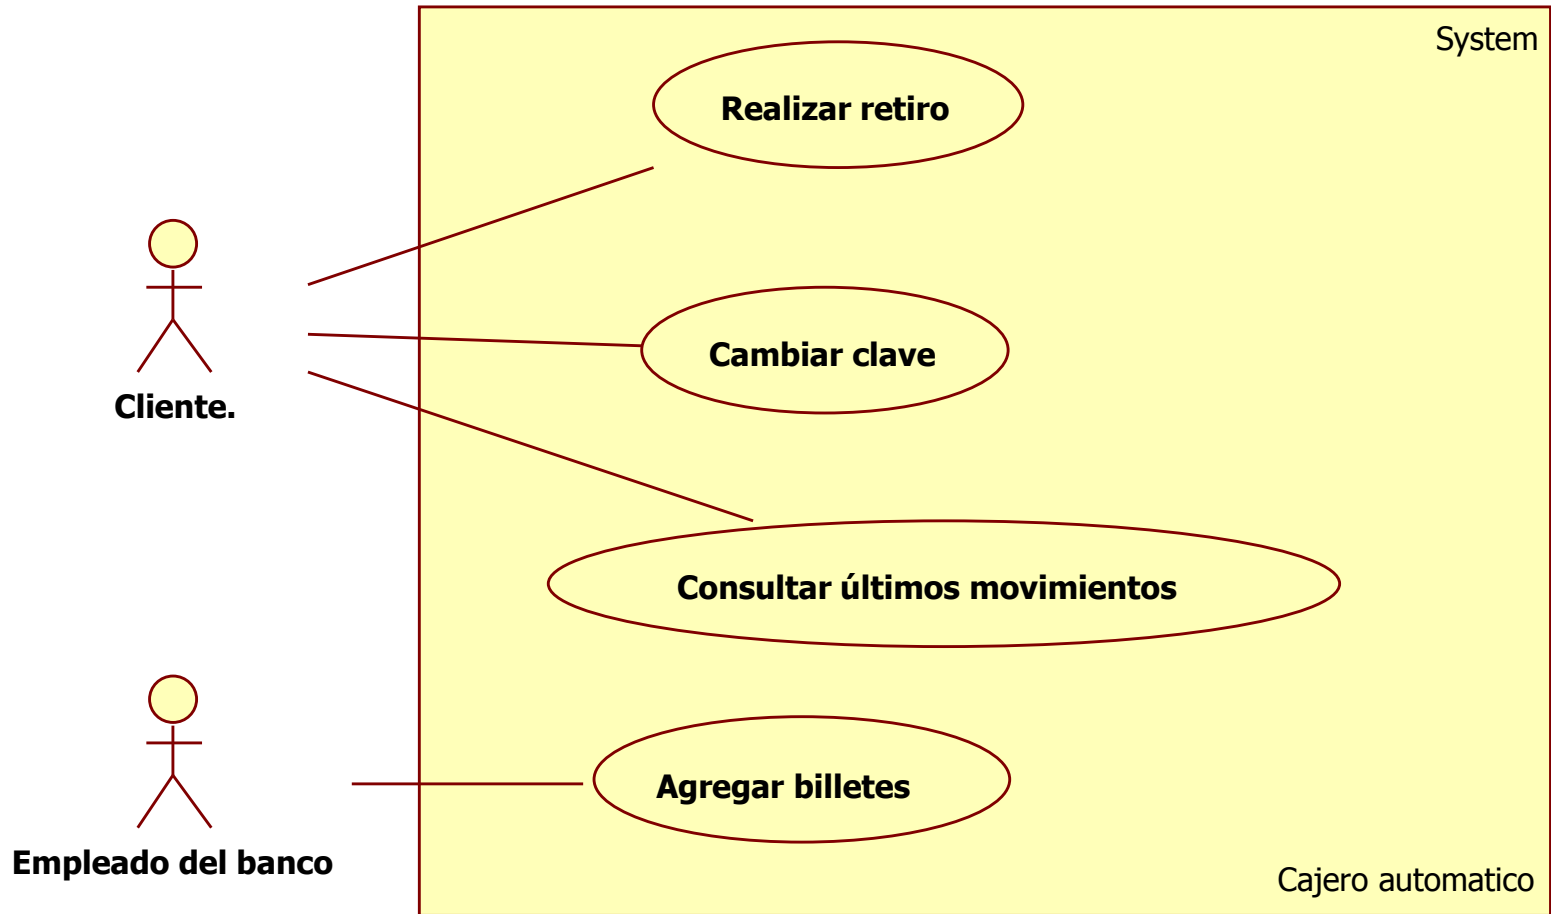 System
Realizar retiro
Cambiar clave
Cliente.
Consultar últimos movimientos
Agregar billetes
Empleado del banco
Cajero automatico